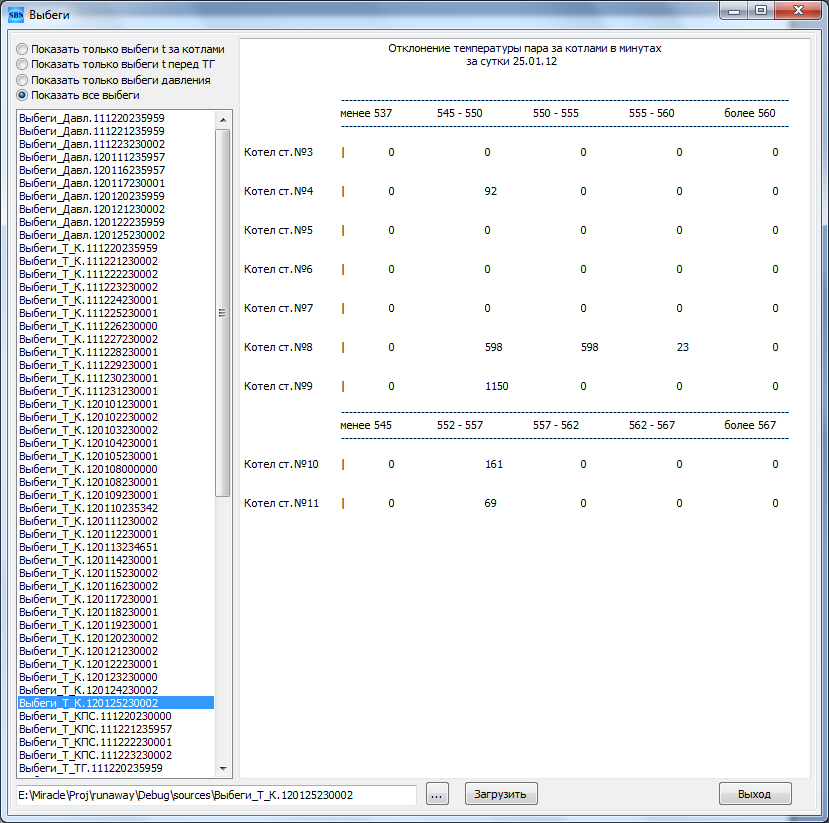 SBS Выбеги
Показать только выбеги t за котлами
Показать только выбеги t перед ТГ
Показать только выбеги давления
Показать все выбеги
Выбеги_Давл.111220235959
Выбеги_Давл.111221235959
Выбеги_Давл.111223230002
Выбеги_Давл.120111235957
Выбеги_Давл.120116235957
Выбеги_Давл.120117230001
Выбеги_Давл.120120235959
Выбеги_Давл.120121230002
Выбеги_Давл.120122235959
Выбеги_Давл.120125230002
Выбеги_Т_К.111220235959
Выбеги_Т_К.111221230002
Выбеги_Т_К.111222230002
Выбеги_Т_К.111223230002
Выбеги_Т_К.111224230001
Выбеги_Т_К.111225230001
Выбеги_Т_К.111226230000
Выбеги_Т_К.111227230002
Выбеги_Т_К.111228230001
Выбеги_Т_К.111229230001
Выбеги_Т_К.111230230001
Выбеги_Т_К.111231230001
Выбеги_Т_К.120101230001
Выбеги_Т_К.120102230002
Выбеги_Т_К.120103230002
Выбеги_Т_К.120104230001
Выбеги_Т_К.120105230001
Выбеги_Т_К.120108000000
Выбеги_Т_К.120108230001
Выбеги_Т_К.120109230001
Выбеги_Т_К.120110235342
Выбеги_Т_К.120111230002
Выбеги_Т_К.120112230001
Выбеги_Т_К.120113234651
Выбеги_Т_К.120114230001
Выбеги_Т_К.120115230002
Выбеги_Т_К.120116230002
Выбеги_Т_К.120117230001
Выбеги_Т_К.120118230001
Выбеги_Т_К.120119230001
Выбеги_Т_К.120120230002
Выбеги_Т_К.120121230002
Выбеги_Т_К.120122230001
Выбеги_Т_К.120123230000
Выбеги_Т_К.120124230002
Выбеги_Т_К.120125230002
Выбеги_Т_КПС.111220230000
Выбеги_Т_КПС.111221235957
Выбеги_Т_КПС.111222230001
Выбеги_Т_КПС.111223230002
Выбеги_Т_ТГ.111220235959
Отклонение температуры пара за котлами в минутах
за сутки 25.01.12
менее 537 545 - 550 550 - 555 555 - 560 более 560
Котел ст.№3 | 0 0 0 0 0
Котел ст.№4 | 0 92 0 0 0
Котел ст.№5 | 0 0 0 0 0
Котел ст.№6 | 0 0 0 0 0
Котел ст.№7 | 0 0 0 0 0
Котел ст.№8 | 0 598 598 23 0
Котел ст.№9 | 0 1150 0 0 0
менее 545 552 - 557 557 - 562 562 - 567 более 567
Котел ст.№10 | 0 161 0 0 0
Котел ст.№11 | 0 69 0 0 0
E:\Miracle\Proj\runaway\Debug\sources\Выбеги_Т_К.120125230002 ... Загрузить Выход